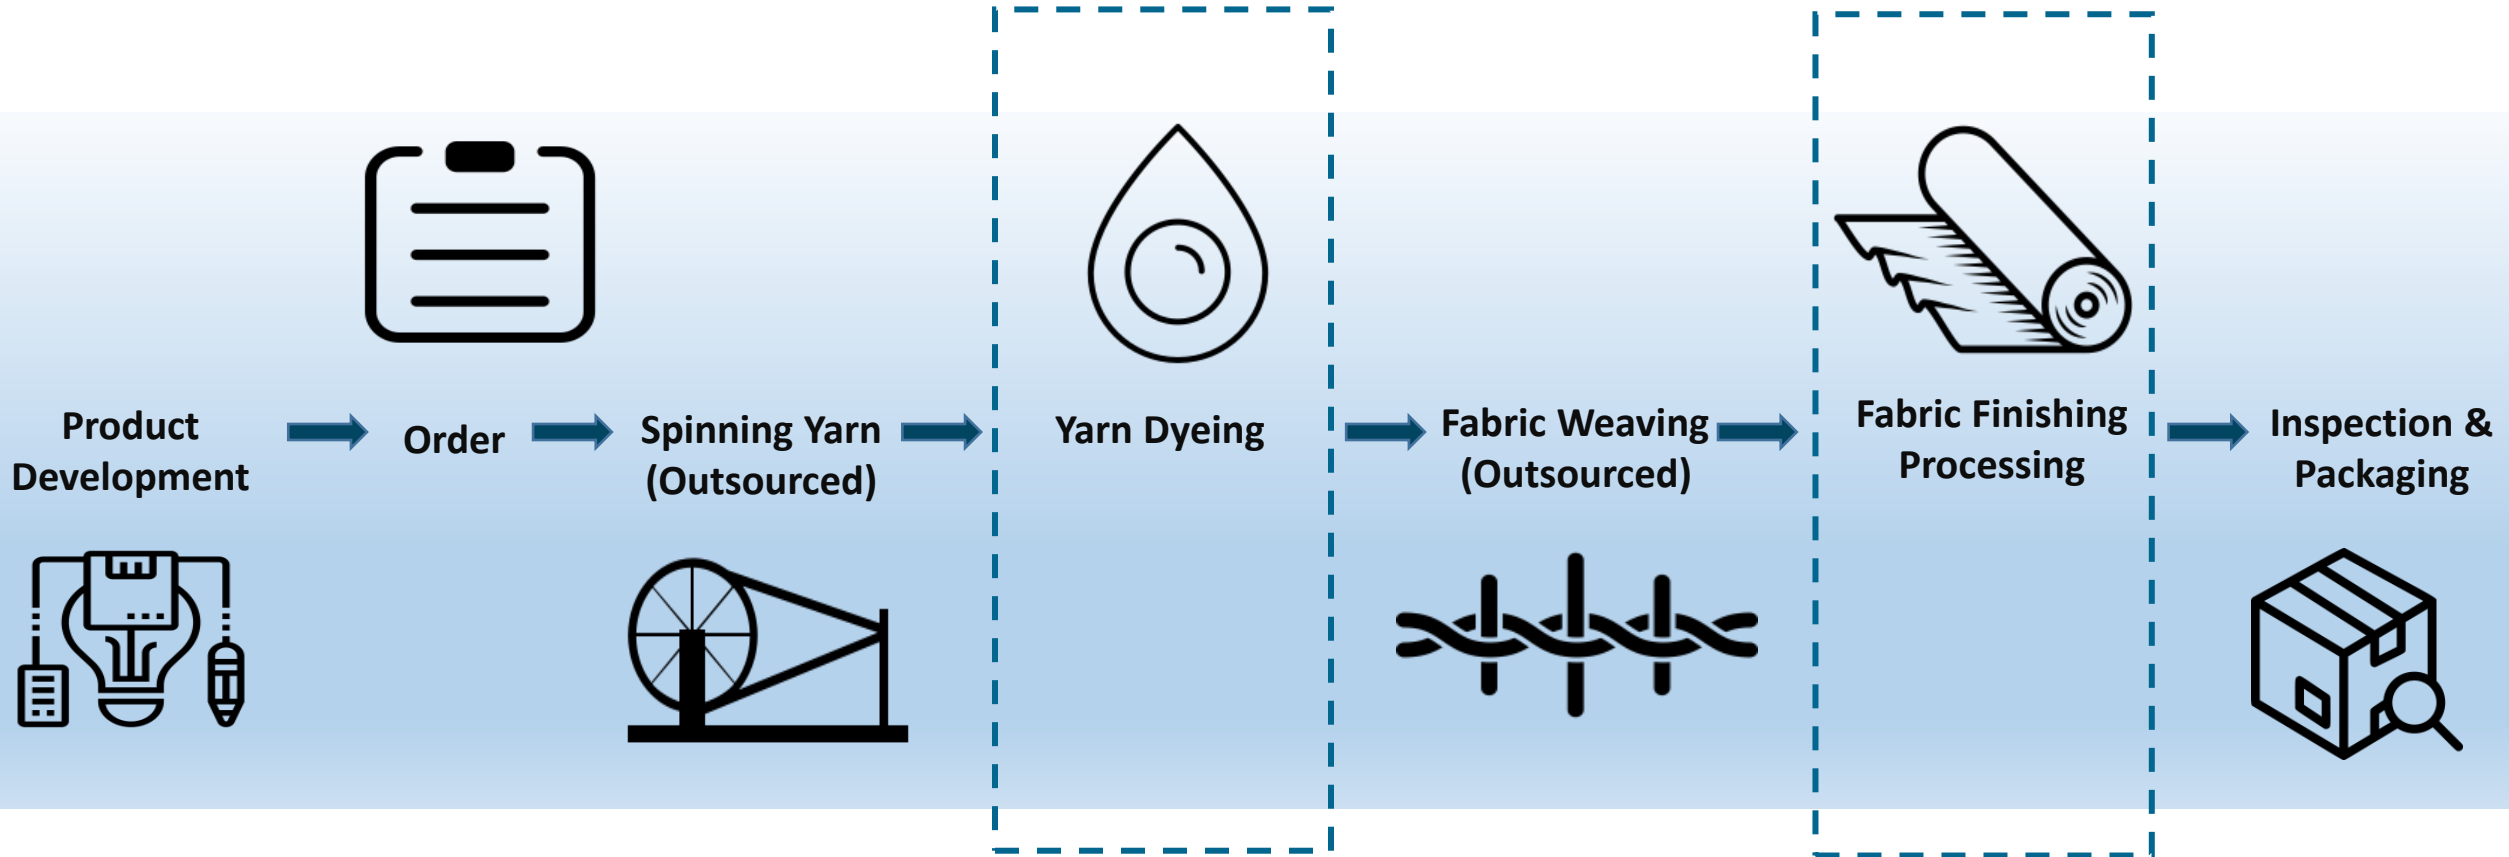 Product
Development
Order
Spinning Yarn
(Outsourced)
Yarn Dyeing
Fabric Weaving
(Outsourced)
Fabric Finishing
Processing
Inspection &
Packaging